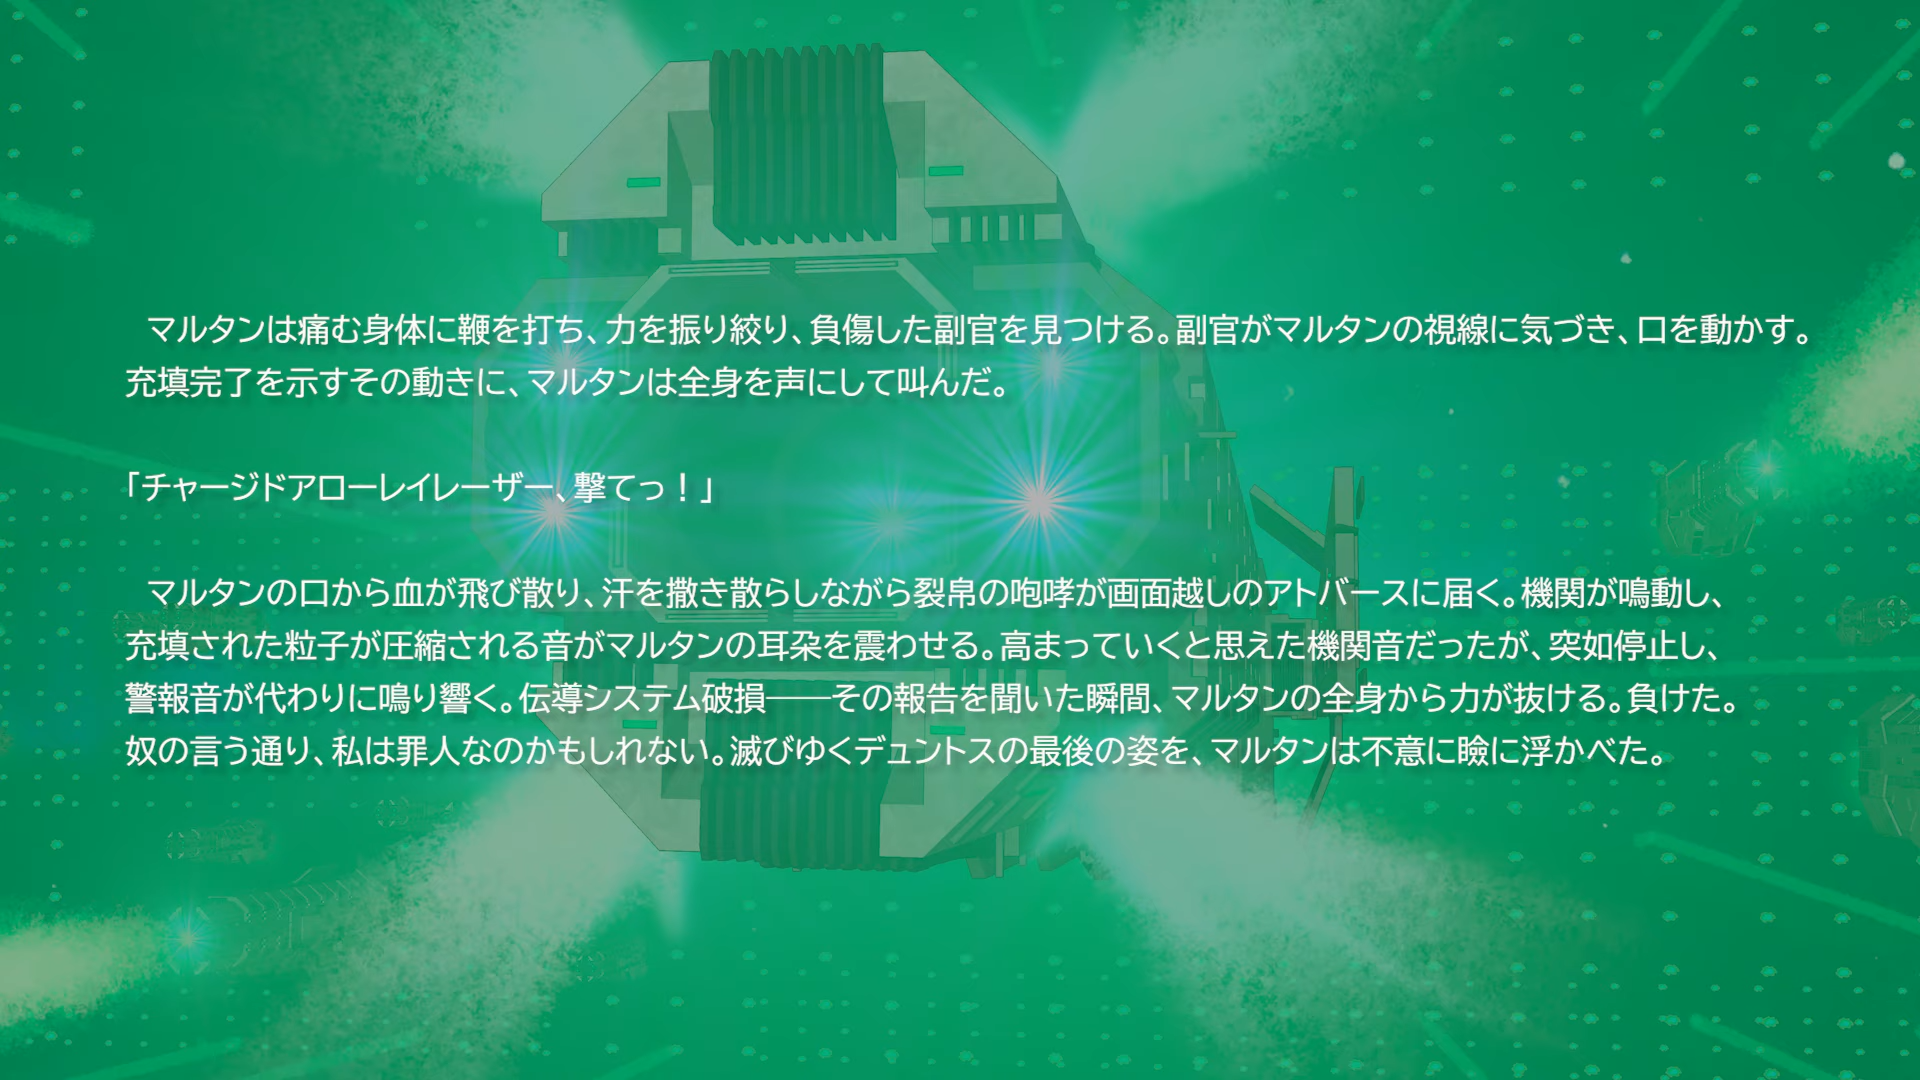 マルタンは痛む身体に鞭を打ち、力を振り絞り、負傷した副官を見つける。副官がマルタンの視線に気づき、口を動かす。
充填完了を示すその動きに、マルタンは全身を声にして叫んだ。
「チャージドアローレイレーザー、撃てっ！」
マルタンの口から血が飛び散り、汗を撒き散らしながら裂帛の咆哮が画面越しのアトバースに届く。機関が鳴動し、
充填された粒子が圧縮される音がマルタンの耳朶を震わせる。高まっていくと思えた機関音だったが、突如停止し、
警報音が代わりに鳴り響く。伝導システム破損――その報告を聞いた瞬間、マルタンの全身から力が抜ける。負けた。
奴の言う通り、私は罪人なのかもしれない。滅びゆくデュントスの最後の姿を、マルタンは不意に瞼に浮かべた。